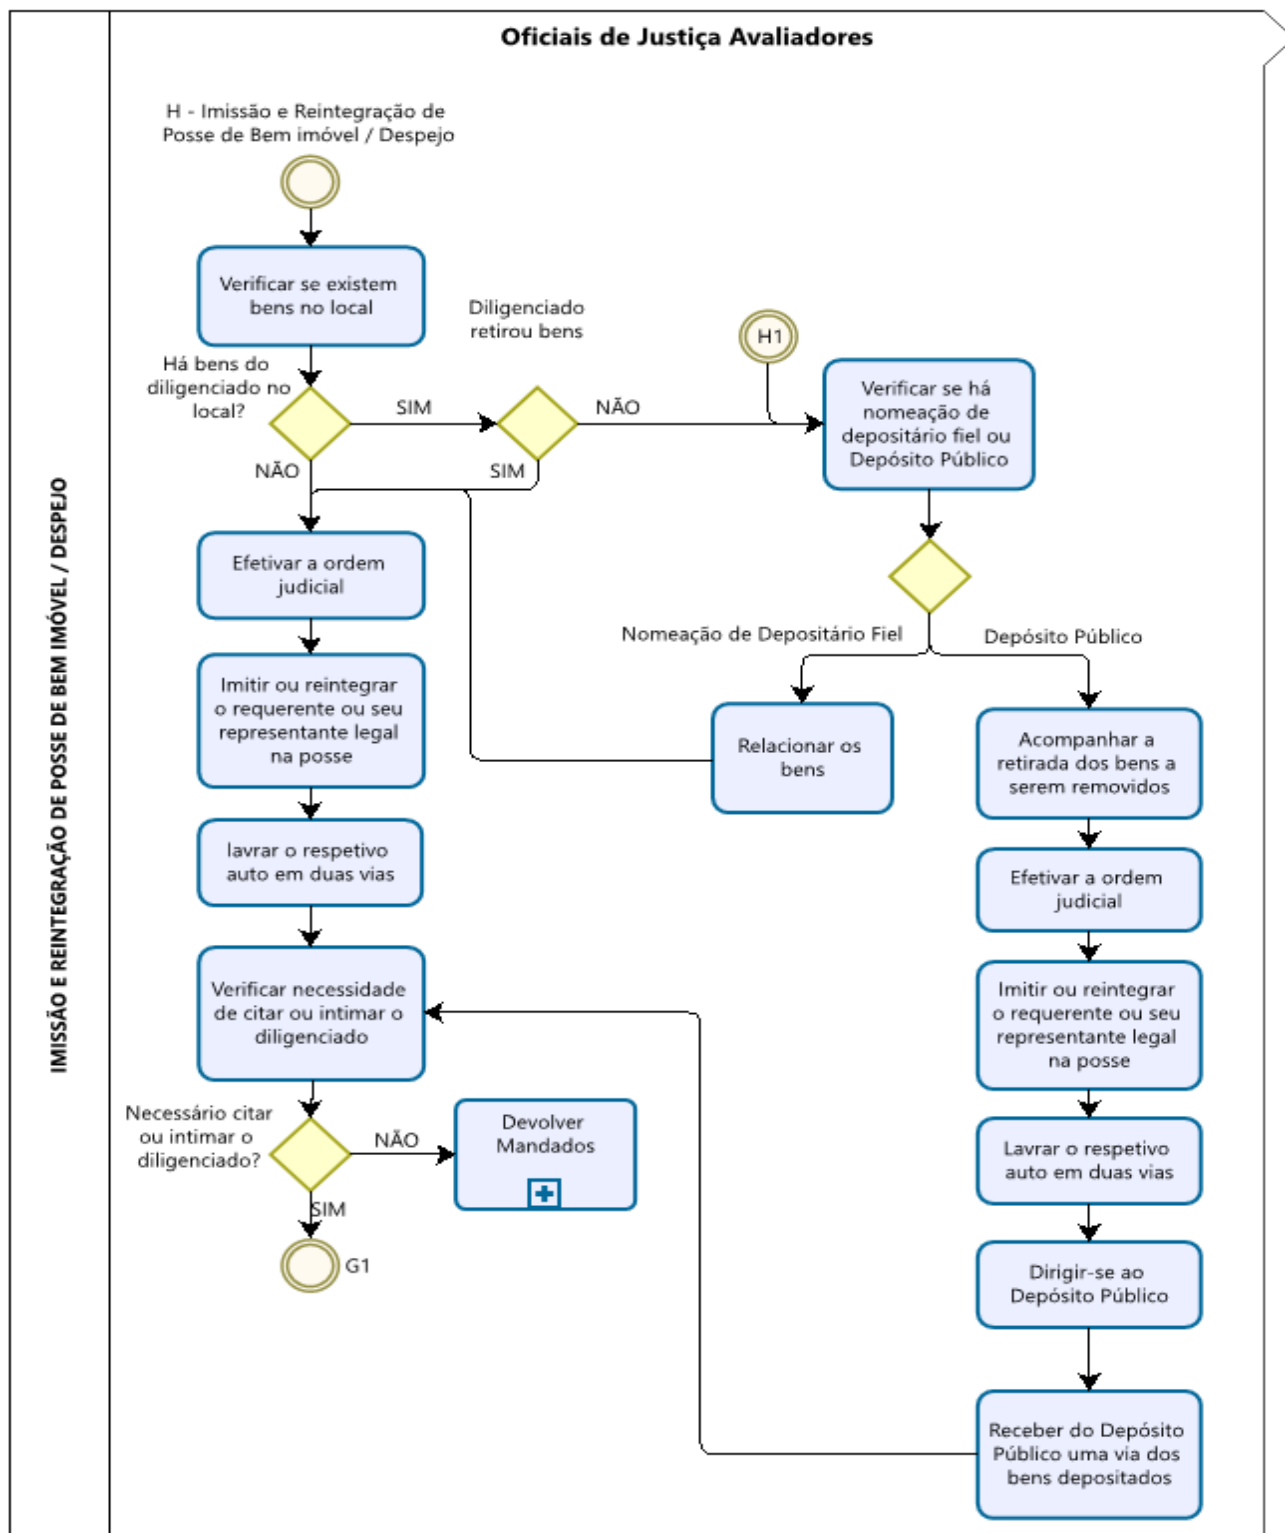 Oficiais de Justiça Avaliadores
IMISSÃO E REINTEGRAÇÃO DE POSSE DE BEM IMÓVEL / DESPEJO
H - Imissão e Reintegração de
Posse de Bem imóvel / Despejo
Verificar se existem
bens no local
Há bens do
diligenciado no
local?
SIM
NÃO
Diligenciado
retirou bens
NÃO
SIM
H1
Verificar se há
nomeação de
depositário fiel ou
Depósito Público
Nomeação de Depositário Fiel
Depósito Público
Efetivar a ordem
judicial
Imitir ou reintegrar
o requerente ou seu
representante legal
na posse
lavrar o respetivo
auto em duas vias
Verificar necessidade
de citar ou intimar o
diligenciado
Necessário citar
ou intimar o
diligenciado?
NÃO
SIM
Devolver
Mandados
G1
Relacionar os
bens
Acompanhar a
retirada dos bens a
serem removidos
Efetivar a ordem
judicial
Imitir ou reintegrar
o requerente ou seu
representante legal
na posse
Lavrar o respetivo
auto em duas vias
Dirigir-se ao
Depósito Público
Receber do Depósito
Público uma via dos
bens depositados